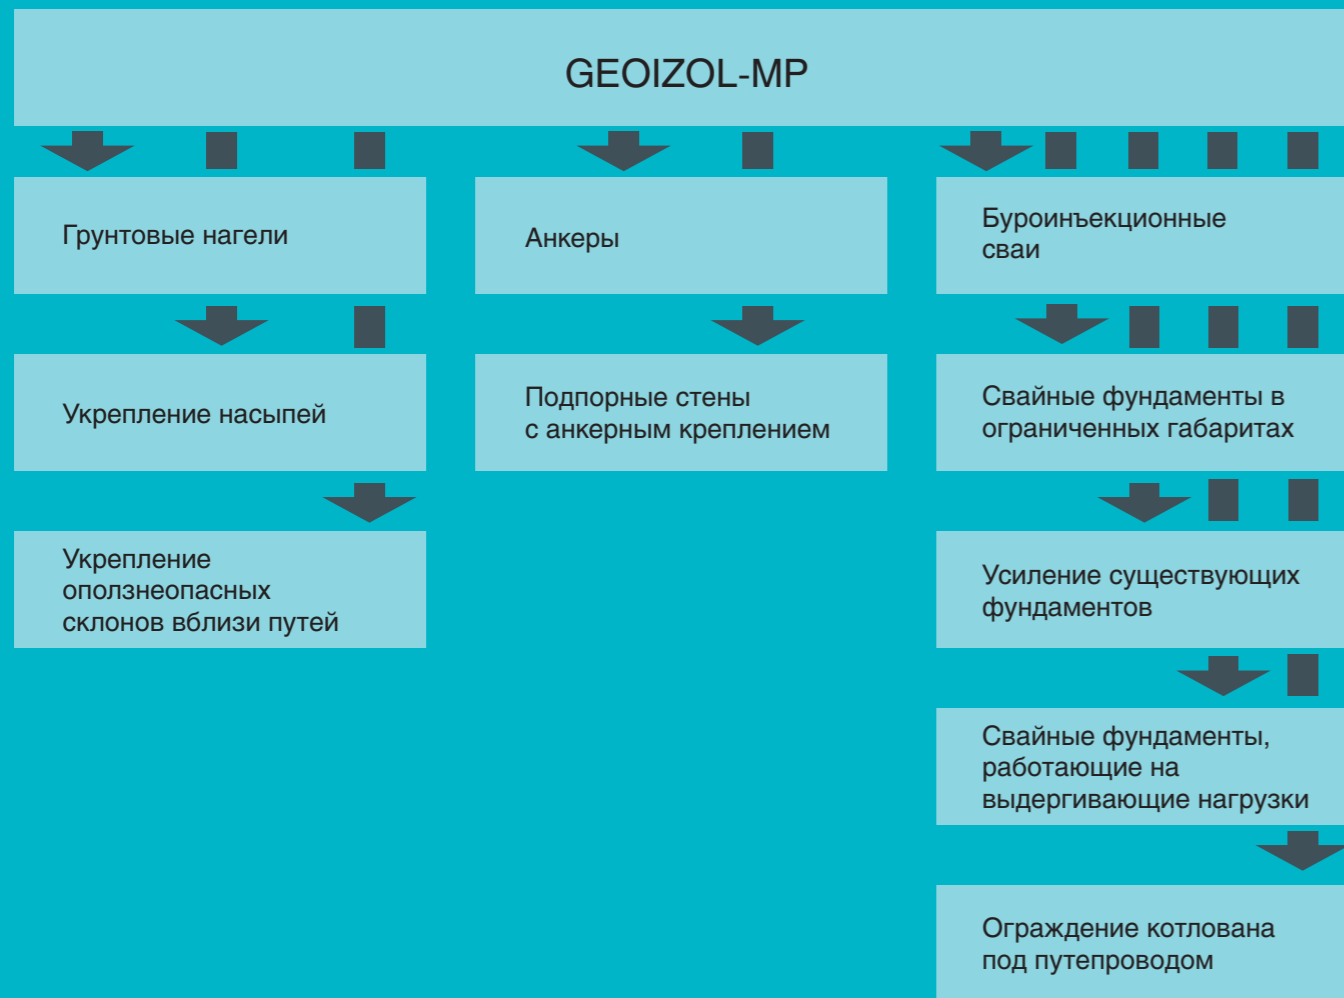 GEOIZOL-MP
Грунтовые нагели
Укрепление насыпей
Укрепление
оползнеопасных
склонов вблизи путей
Анкеры
Подпорные стены
с анкерным креплением
Буроинъекционные
сваи
Свайные фундаменты в
ограниченных габаритах
Усиление существующих
фундаментов
Свайные фундаменты,
работающие на
выдергивающие нагрузки
Ограждение котлована
под путепроводом